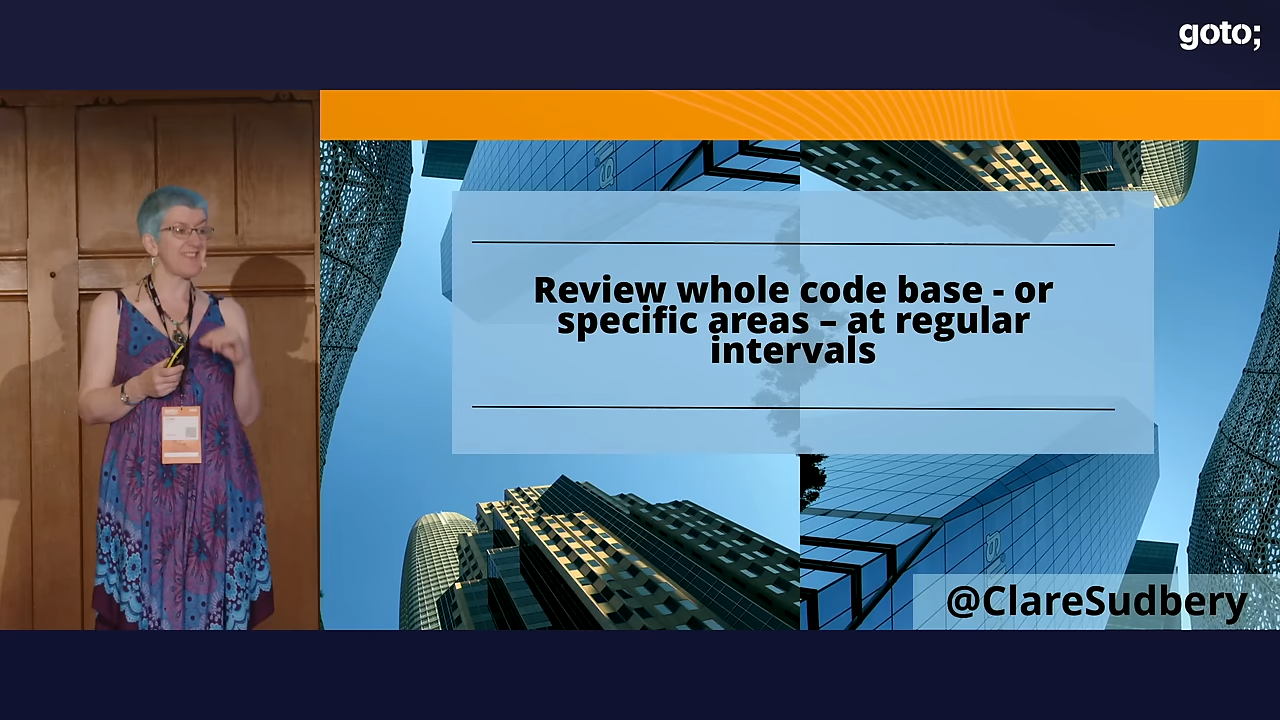 goto;
Review whole code base - or
specific areas – at regular
intervals
@ClareSudbery